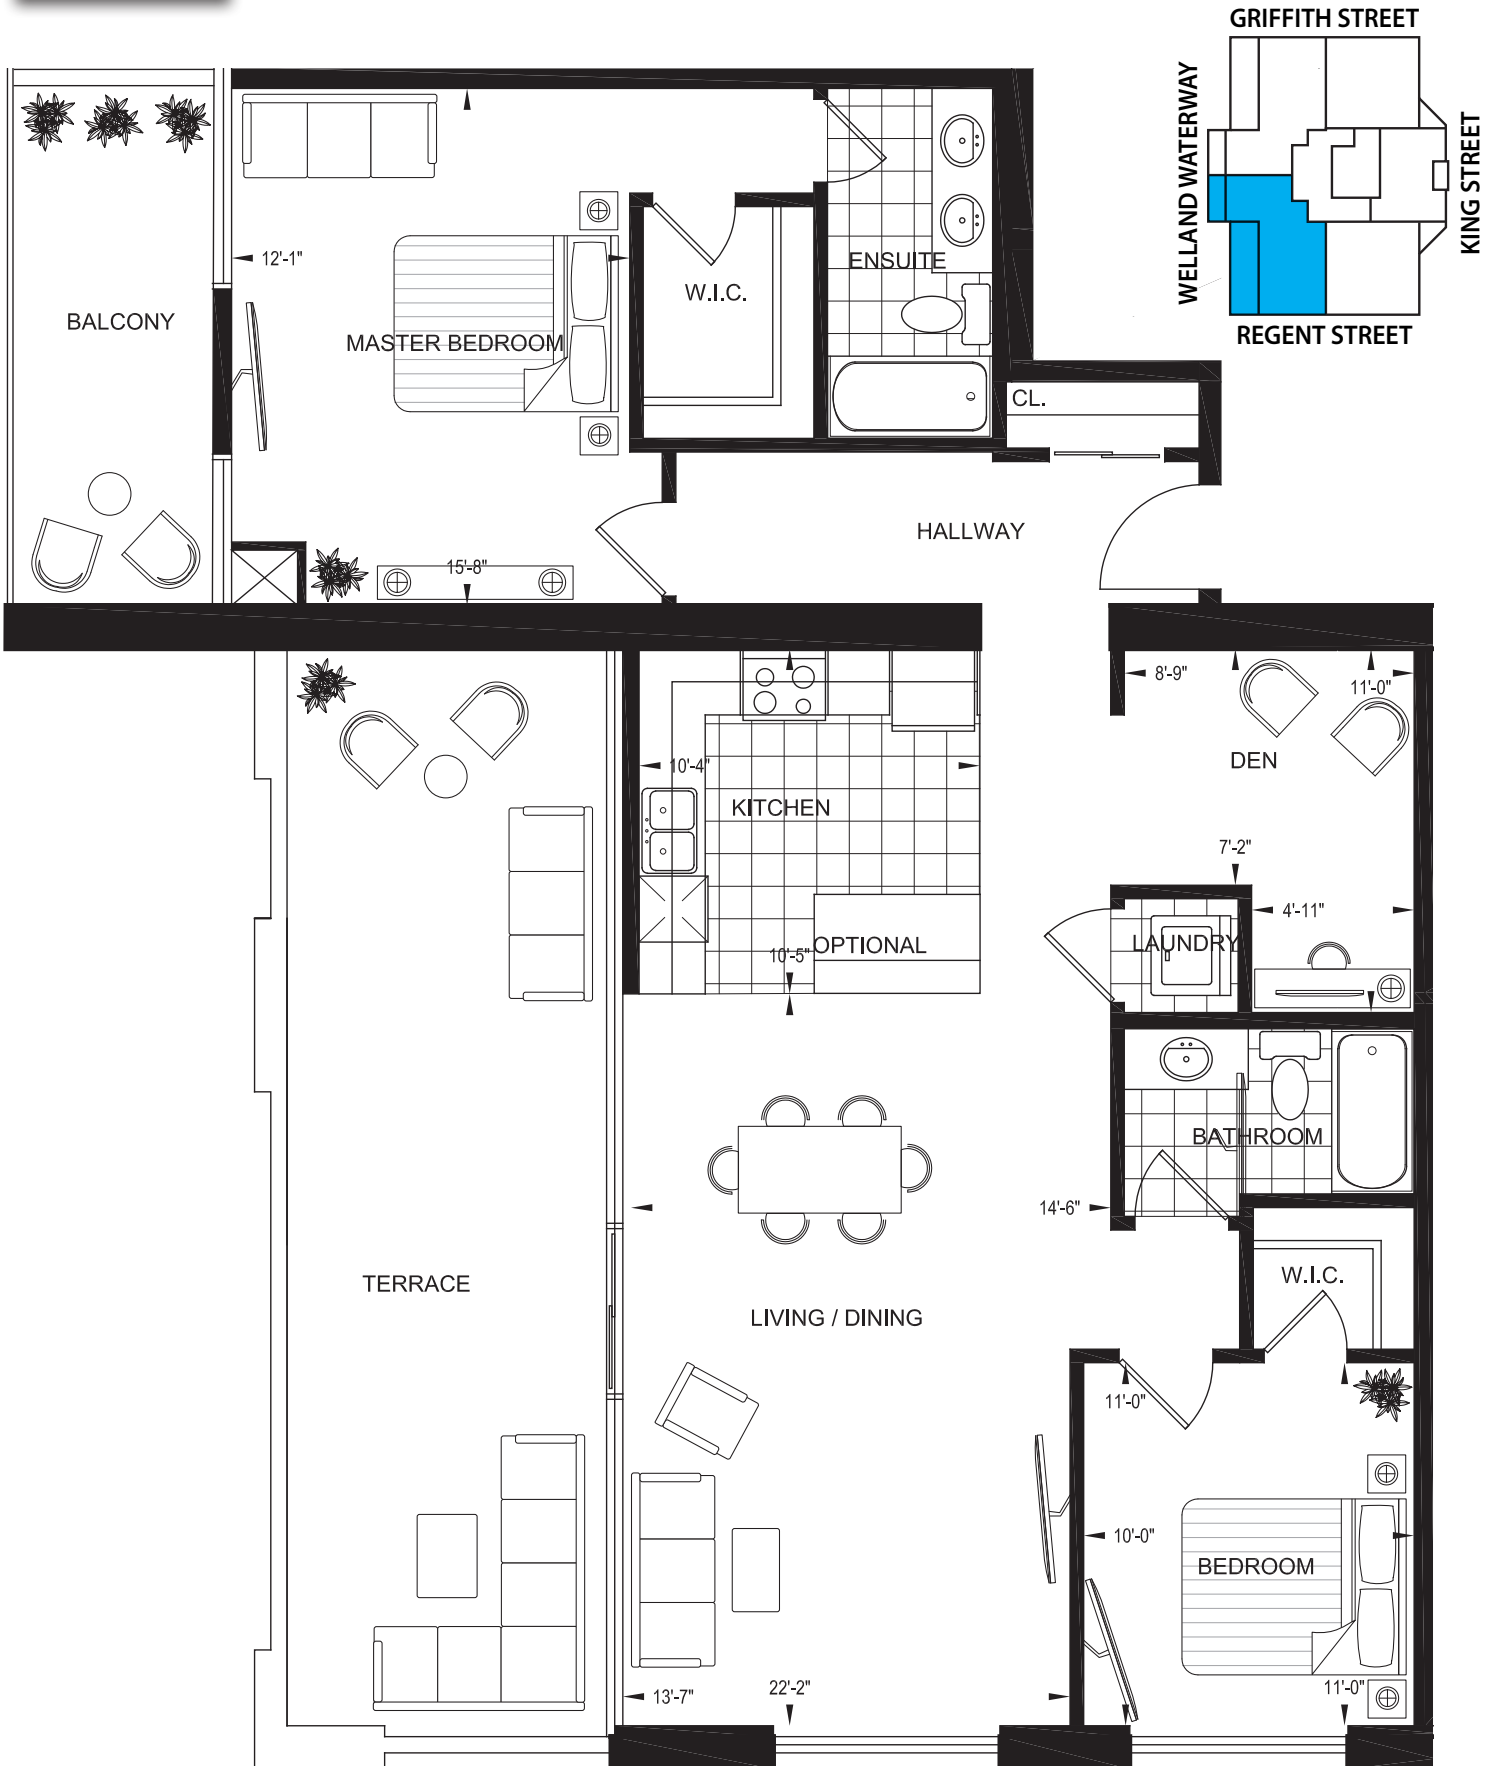 GRIFFITH STREET
WELLAND WATERWAY
KING STREET
REGENT STREET
12'-1"
ENSUITE
W.I.C.
BALCONY
MASTER BEDROOM
CL.
HALLWAY
15'-8"
8'-9"
11'-0"
10'-4"
DEN
KITCHEN
7'-2"
4'-11"
10'-5"
OPTIONAL
LAUNDRY
BATHROOM
14'-6"
TERRACE
W.I.C.
LIVING / DINING
11'-0"
10'-0"
BEDROOM
13'-7"
22'-2"
11'-0"